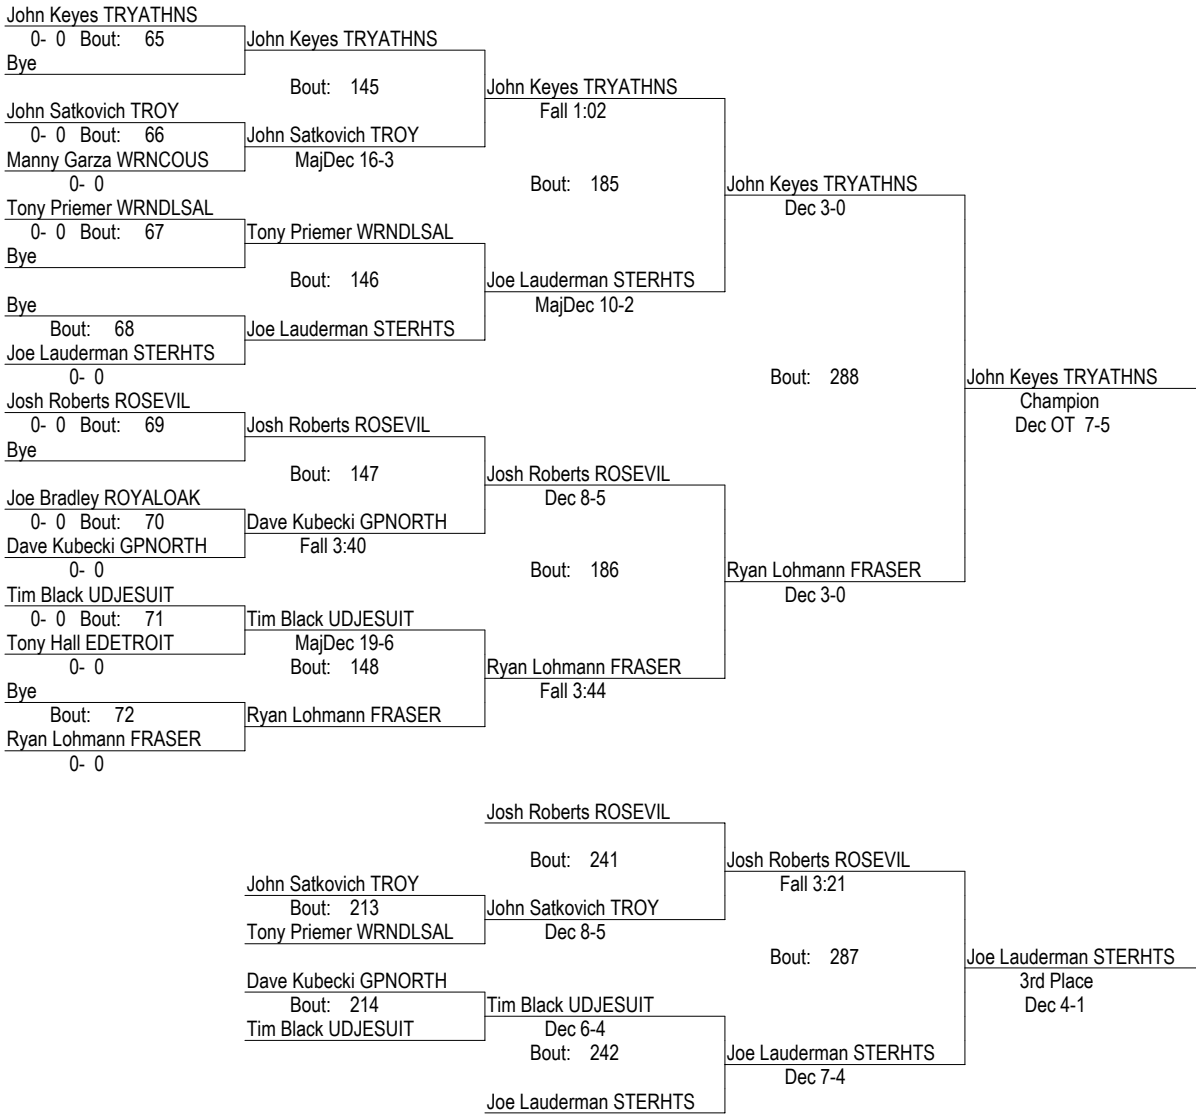 John Keyes TRYATHNS
0- 0 Bout: 65
John Keyes TRYATHNS
Bye
Bout: 145
John Keyes TRYATHNS
Fall 1:02
John Satkovich TROY
0- 0 Bout: 66
John Satkovich TROY
Manny Garza WRNCOUS
MajDec 16-3
0- 0
Bout: 185
John Keyes TRYATHNS
Dec 3-0
Tony Priemer WRNDLSAL
0- 0 Bout: 67
Tony Priemer WRNDLSAL
Bye
Bout: 146
Joe Lauderman STERHTS
MajDec 10-2
Bye
Bout: 68
Joe Lauderman STERHTS
Joe Lauderman STERHTS
0- 0
Bout: 288
John Keyes TRYATHNS
Champion
Dec OT 7-5
Josh Roberts ROSEVIL
0- 0 Bout: 69
Josh Roberts ROSEVIL
Bye
Bout: 147
Josh Roberts ROSEVIL
Dec 8-5
Joe Bradley ROYALOAK
0- 0 Bout: 70
Dave Kubecki GPNORTH
Dave Kubecki GPNORTH
Fall 3:40
0- 0
Bout: 186
Ryan Lohmann FRASER
Dec 3-0
Tim Black UDJESUIT
0- 0 Bout: 71
Tim Black UDJESUIT
Tony Hall EDETROIT
MajDec 19-6
0- 0
Bout: 148
Ryan Lohmann FRASER
Fall 3:44
Bye
Bout: 72
Ryan Lohmann FRASER
Ryan Lohmann FRASER
0- 0
Josh Roberts ROSEVIL
Bout: 241
Josh Roberts ROSEVIL
Fall 3:21
John Satkovich TROY
Bout: 213
John Satkovich TROY
Tony Priemer WRNDLSAL
Dec 8-5
Bout: 287
Joe Lauderman STERHTS
3rd Place
Dec 4-1
Dave Kubecki GPNORTH
Bout: 214
Tim Black UDJESUIT
Tim Black UDJESUIT
Dec 6-4
Bout: 242
Joe Lauderman STERHTS
Dec 7-4
Joe Lauderman STERHTS